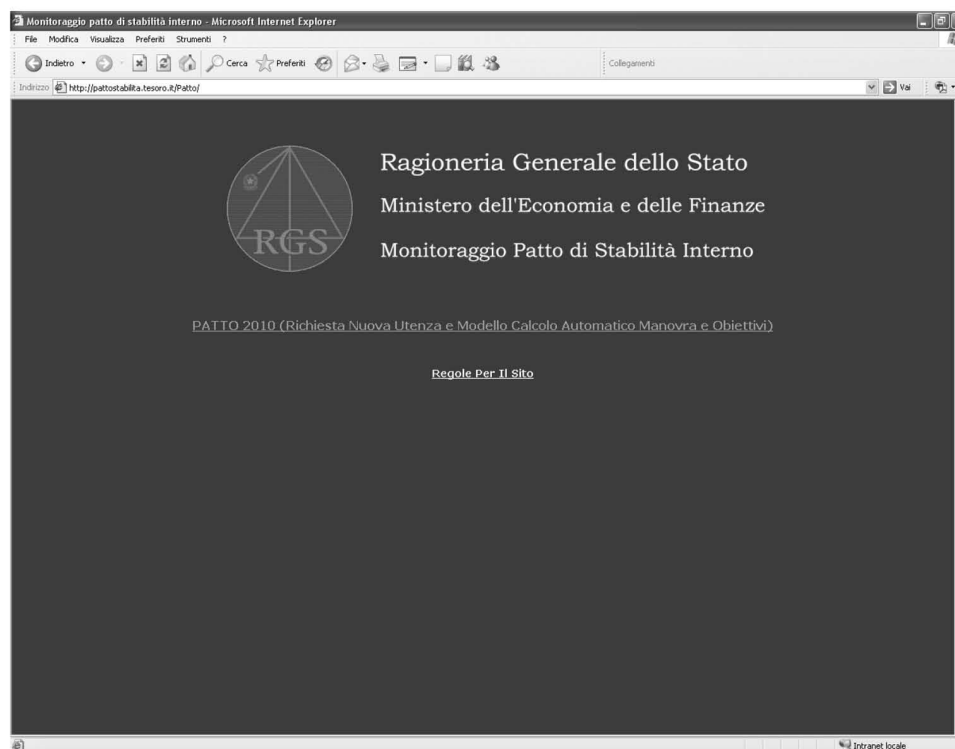 Monitoraggio patto di stabilità interno - Microsoft Internet Explorer
File Modifica Visualizza Preferiti Strumenti ?
Indietro Cerca Preferiti Collegamenti
Indirizzo http://pattostabilita.tesoro.it/Patto/ Vai
Ragioneria Generale dello Stato
Ministero dell'Economia e delle Finanze
RGS
Monitoraggio Patto di Stabilità Interno
PATTO 2010 (Richiesta Nuova Utenza e Modello Calcolo Automatico Manovra e Obiettivi)
Regole Per Il Sito
Intranet locale